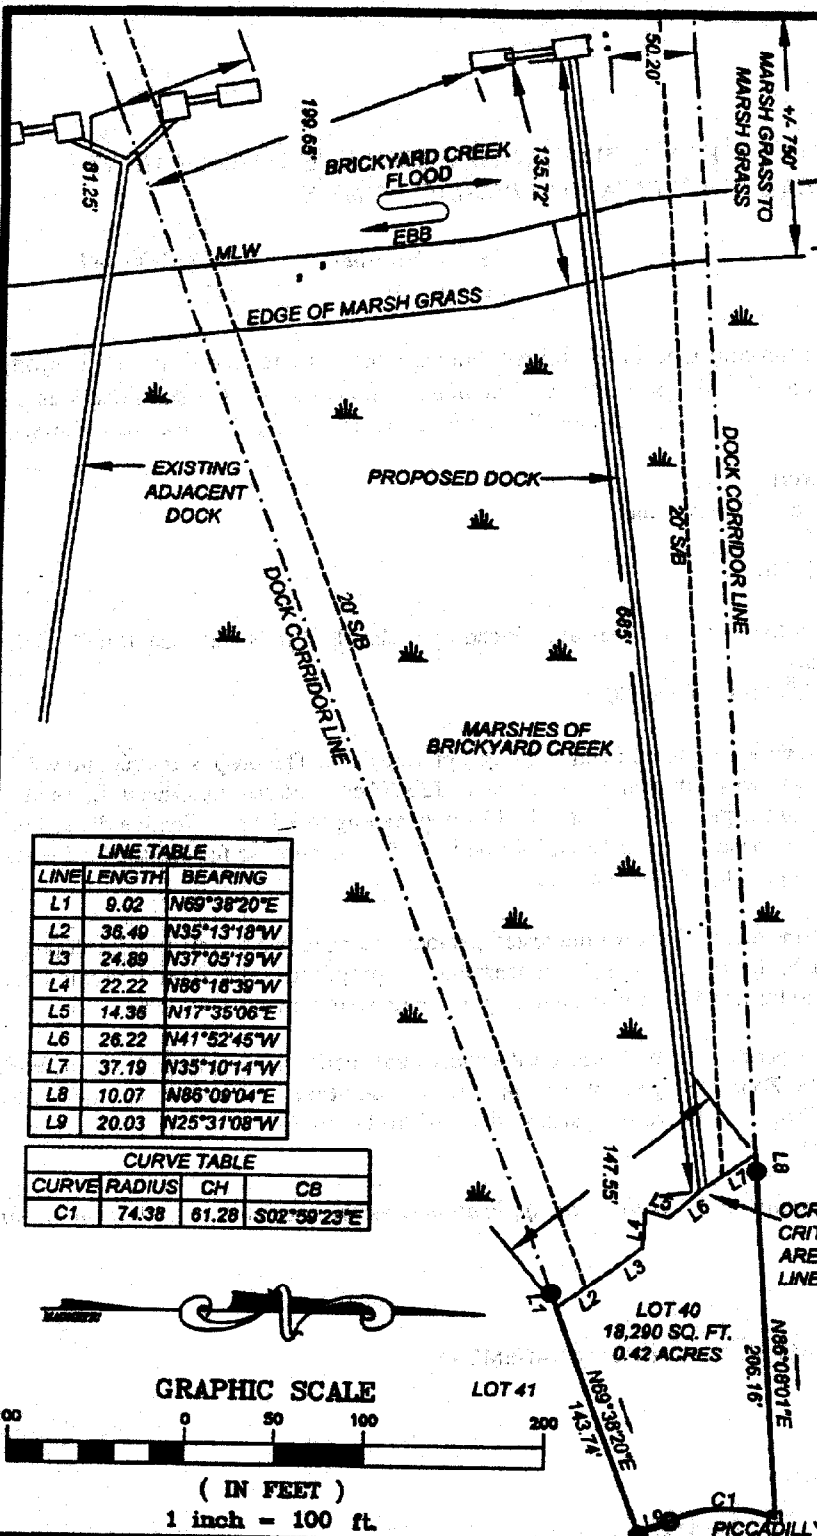 199.65'
81.25'
BRICKYARD CREEK
FLOOD
EBB
135.72'
50.20'
+/- 750'
MARSH GRASS TO
MARSH GRASS
MLW
EDGE OF MARSH GRASS
EXISTING
ADJACENT
DOCK
PROPOSED DOCK
DOCK CORRIDOR LINE
20' S/B
DOCK CORRIDOR LINE
20' S/B
685'
MARSHES OF
BRICKYARD CREEK
LINE TABLE
LINE LENGTH BEARING
L1 9.02 N69°38'20"E
L2 36.49 N35°13'18"W
L3 24.89 N37°05'19"W
L4 22.22 N86°18'39"W
L5 14.36 N17°35'06"E
L6 26.22 N41°52'45"W
L7 37.19 N35°10'14"W
L8 10.07 N86°09'04"E
L9 20.03 N25°31'08"W
CURVE TABLE
CURVE RADIUS CH CB
C1 74.38 61.28 S02°59'23"E
147.55'
L1
L2
L3
L4
L5
L6
L7
L8
OCR
CRIT
ARE
LINE
LOT 40
18,290 SQ. FT.
0.42 ACRES
LOT 41
N69°38'20"E
143.74'
N86°08'01"E
206.16'
MAGNETIC
GRAPHIC SCALE
00 0 50 100 200
( IN FEET )
1 inch = 100 ft.
L9
C1
PICCADILLY